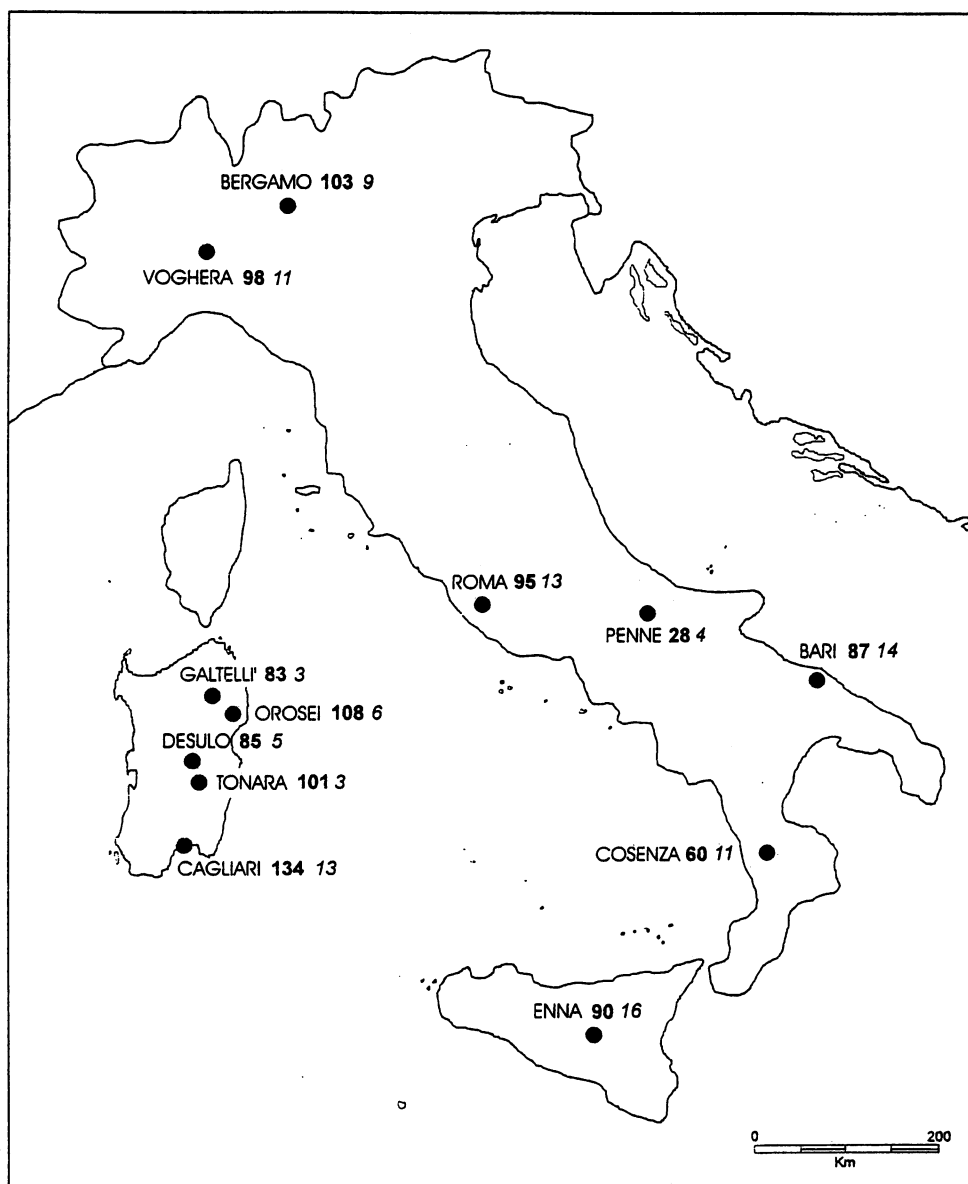 BERGAMO 103 9
VOGHERA 98 11
ROMA 95 13
PENNE 28 4
BARI 87 14
GALTELLI' 83 3
OROSEI 108 6
DESULO 85 5
TONARA 101 3
CAGLIARI 134 13
COSENZA 60 11
ENNA 90 16
0 200
Km